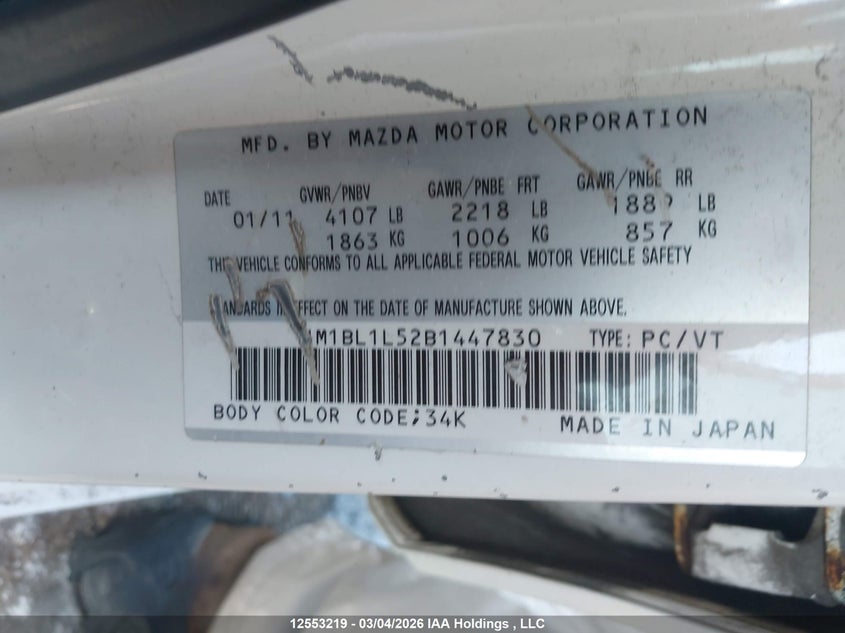 MFD. BY MAZDA MOTOR CORPORATION
DATE GVWR/PNBV GAWR/PNBE FRT GAWR/PNBE RR
01/11 4107 LB 2218 LB 1889 LB
1863 KG 1006 KG 857 KG
THIS VEHICLE CONFORMS TO ALL APPLICABLE FEDERAL MOTOR VEHICLE SAFETY
STANDARDS IN EFFECT ON THE DATE OF MANUFACTURE SHOWN ABOVE.
M1BL1L52B1447830 TYPE: PC/VT
BODY COLOR CODE;34K MADE IN JAPAN
12553219 - 03/04/2026 IAA Holdings , LLC